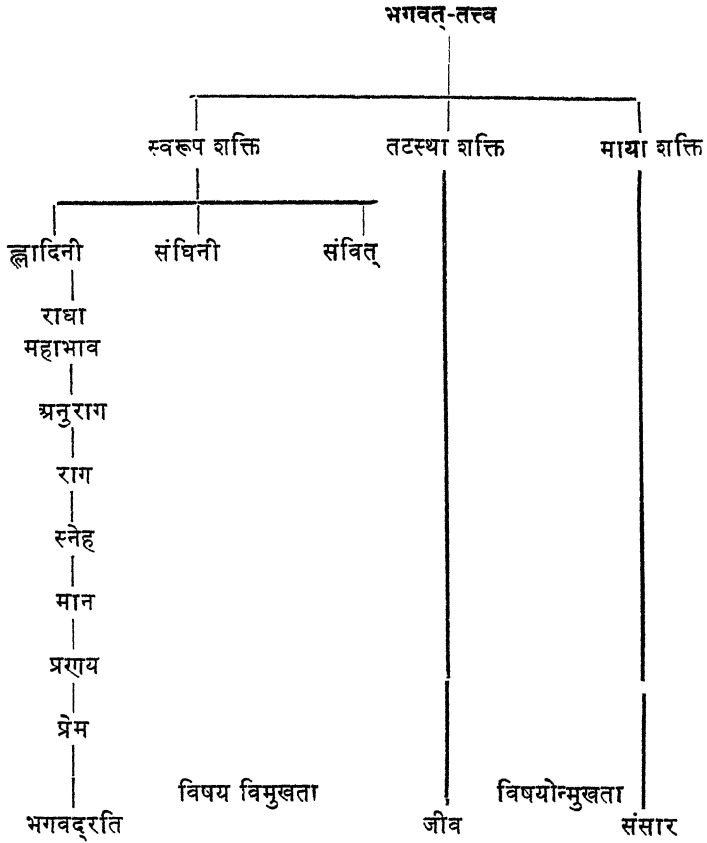 भगवत्-तत्त्व
स्वरूप शक्ति तटस्था शक्ति माया शक्ति
ह्लादिनी संघिनी संवित्
राधा
महाभाव
अनुराग
राग
स्नेह
मान
प्रणय
प्रेम
विषय विमुखता विषयोन्मुखता
भगवद्‌रति जीव संसार